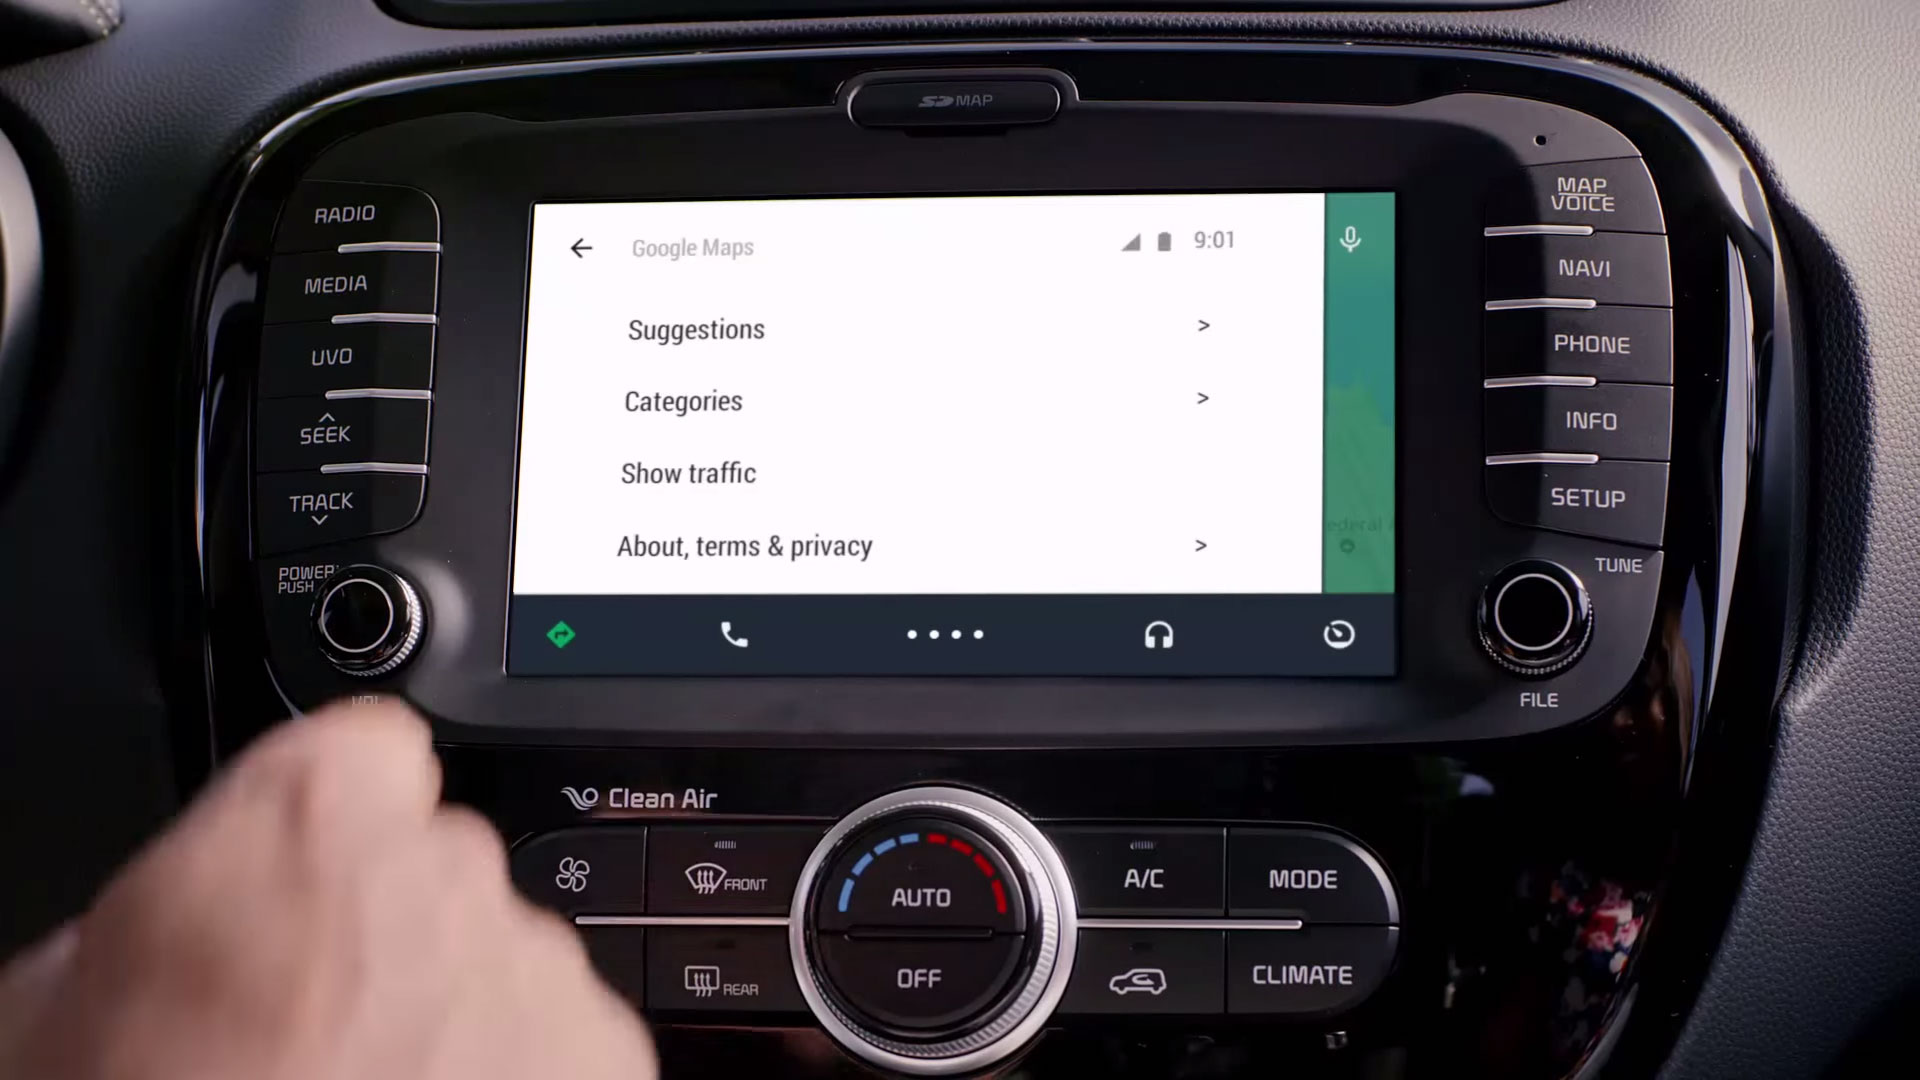 SD MAP
RADIO
MEDIA
UVO
SEEK
TRACK
POWER
PUSH
VOL
Google Maps
9:01
Suggestions >
Categories >
Show traffic
About, terms & privacy >
MAP
VOICE
NAVI
PHONE
INFO
SETUP
TUNE
FILE
Clean Air
FRONT
AUTO
A/C
MODE
REAR
OFF
CLIMATE